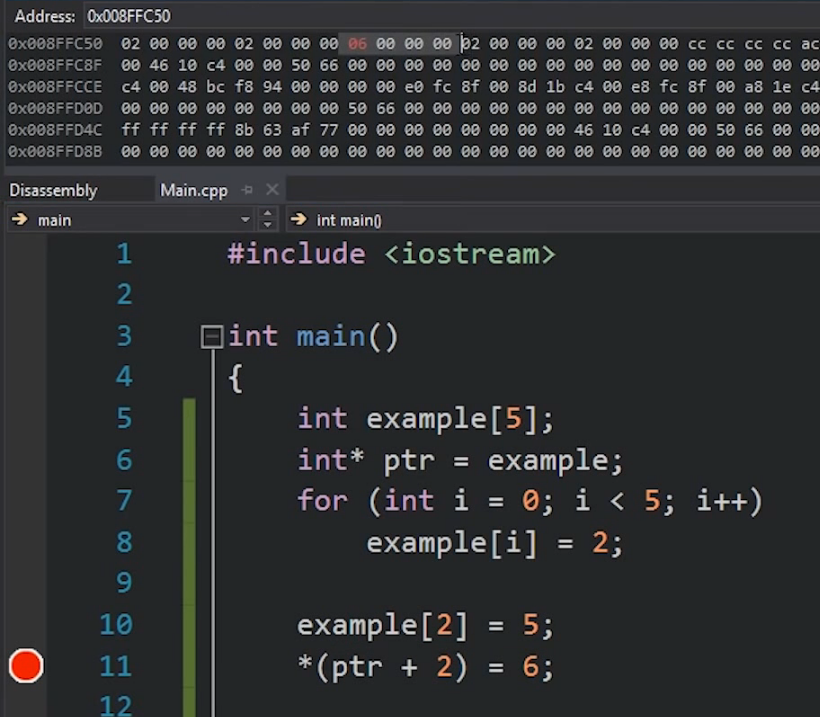 Address: 0x008FFC50
0x008FFC50 02 00 00 00 02 00 00 00 06 00 00 00 02 00 00 00 02 00 00 00 cc cc cc cc ac
0x008FFC8F 00 46 10 c4 00 00 50 66 00 00 00 00 00 00 00 00 00 00 00 00 00 00 00 00 00
0x008FFCCE c4 00 48 bc f8 94 00 00 00 00 e0 fc 8f 00 8d 1b c4 00 e8 fc 8f 00 a8 1e c4
0x008FFD0D 00 00 00 00 00 00 00 00 50 66 00 00 00 00 00 00 00 00 00 00 00 00 00 00 00
0x008FFD4C ff ff ff ff 8b 63 af 77 00 00 00 00 00 00 00 00 46 10 c4 00 00 50 66 00 00
0x008FFD8B 00 00 00 00 00 00 00 00 00 00 00 00 00 00 00 00 00 00 00 00 00 00 00 00 00
Disassembly Main.cpp
main int main()
1 #include <iostream>
2
3 int main()
4 {
5 int example[5];
6 int* ptr = example;
7 for (int i = 0; i < 5; i++)
8 example[i] = 2;
9
10 example[2] = 5;
11 *(ptr + 2) = 6;
12